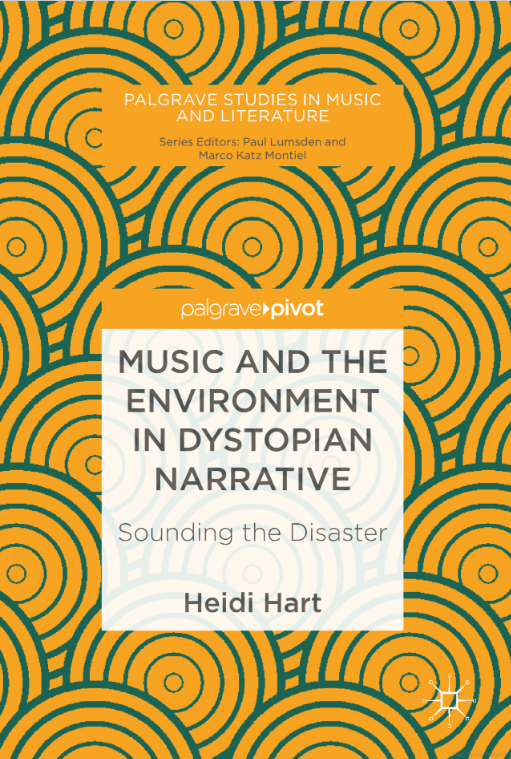 PALGRAVE STUDIES IN MUSIC
AND LITERATURE
Series Editors: Paul Lumsden and
Marco Katz Montiel
palgrave pivot
MUSIC AND THE
ENVIRONMENT
IN DYSTOPIAN
NARRATIVE
Sounding the Disaster
Heidi Hart